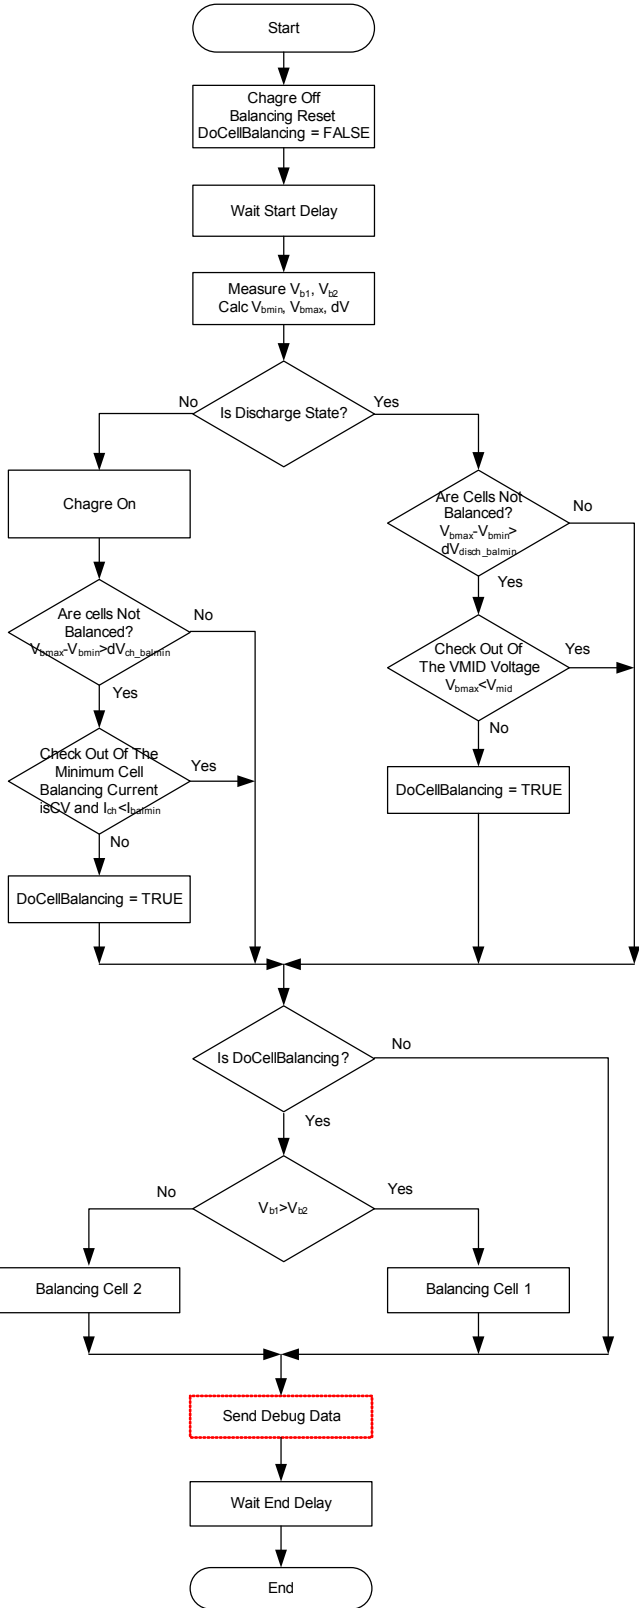 Start
Chagre Off
Balancing Reset
DoCellBalancing = FALSE
Wait Start Delay
Measure Vb1, Vb2
Calc Vbmin, Vbmax, dV
Is Discharge State?
No
Yes
Chagre On
Are Cells Not
Balanced?
Vbmax-Vbmin>
dVdisch_balmin
No
Yes
Are cells Not
Balanced?
Vbmax-Vbmin>dVch_balmin
No
Yes
Check Out Of
The VMID Voltage
Vbmax<Vmid
Yes
No
Check Out Of The
Minimum Cell
Balancing Current
isCV and Ich<Ibalmin
Yes
No
DoCellBalancing = TRUE
DoCellBalancing = TRUE
Is DoCellBalancing?
No
Yes
Vb1>Vb2
No
Yes
Balancing Cell 2
Balancing Cell 1
Send Debug Data
Wait End Delay
End